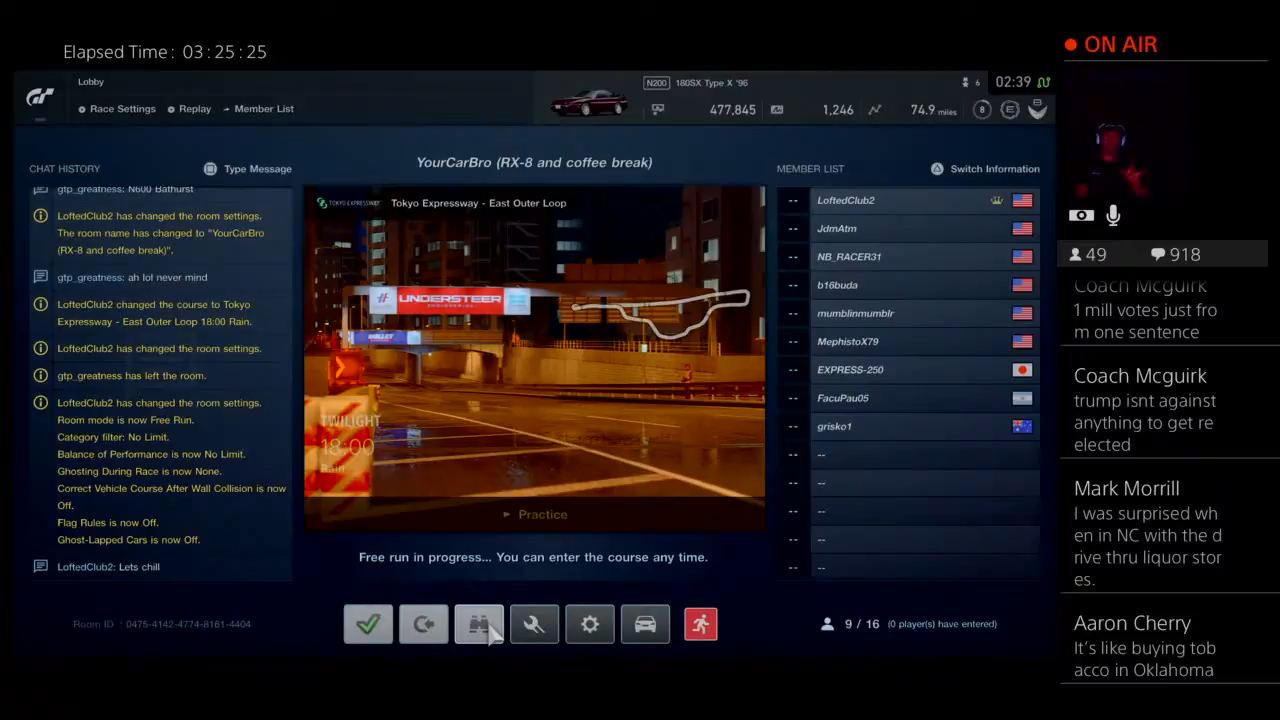 Elapsed Time : 03:25:25
ON AIR
Lobby
Race Settings
Replay
Member List
N200 180SX Type X '96
6
02:39
477,845
1,246
74.9 miles
8
E
B
CHAT HISTORY
Type Message
gtp_greatness: N600 Bathurst
LoftedClub2 has changed the room settings.
The room name has changed to "YourCarBro
(RX-8 and coffee break)".
gtp_greatness: ah lol never mind
LoftedClub2 changed the course to Tokyo
Expressway - East Outer Loop 18:00 Rain.
LoftedClub2 has changed the room settings.
gtp_greatness has left the room.
LoftedClub2 has changed the room settings.
Room mode is now Free Run.
Category filter: No Limit.
Balance of Performance is now No Limit.
Ghosting During Race is now None.
Correct Vehicle Course After Wall Collision is now
Off.
Flag Rules is now Off.
Ghost-Lapped Cars is now Off.
LoftedClub2: Lets chill
Room ID : 0475-4142-4774-8161-4404
YourCarBro (RX-8 and coffee break)
TOKYO EXPRESSWAY
Tokyo Expressway - East Outer Loop
UNDERSTEER
TWILIGHT
18:00
Rain
Practice
Free run in progress... You can enter the course any time.
MEMBER LIST
Switch Information
-- LoftedClub2
-- JdmAtm
-- NB_RACER31
-- b16buda
-- mumblinmumblr
-- MephistoX79
-- EXPRESS-250
-- FacuPau05
-- grisko1
-- --
-- --
-- --
-- --
-- --
9 / 16 (0 player(s) have entered)
49
918
Coach Mcguirk
1 mill votes just fro
m one sentence
Coach Mcguirk
trump isnt against
anything to get re
elected
Mark Morrill
I was surprised wh
en in NC with the d
rive thru liquor stor
es.
Aaron Cherry
It's like buying tob
acco in Oklahoma